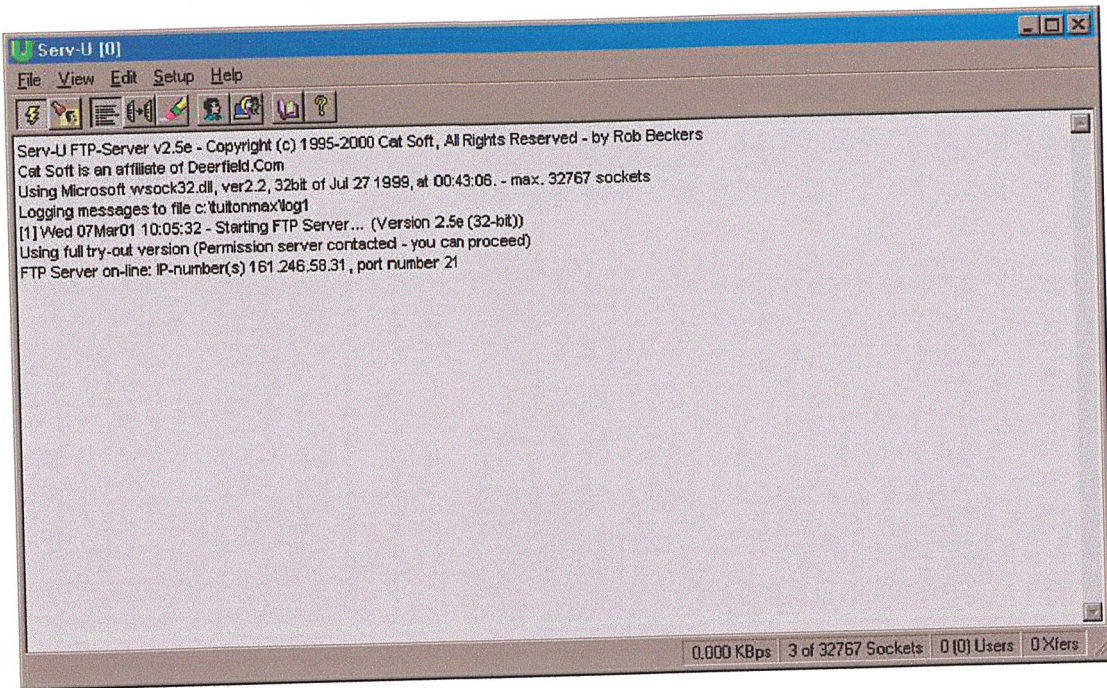 Serv-U [0]
File View Edit Setup Help
Serv-U FTP-Server v2.5e - Copyright (c) 1995-2000 Cat Soft, All Rights Reserved - by Rob Beckers
Cat Soft is an affiliate of Deerfield.Com
Using Microsoft wsock32.dll, ver2.2, 32bit of Jul 27 1999, at 00:43:06. - max. 32767 sockets
Logging messages to file c:\tuitonmax\log1
[1] Wed 07Mar01 10:05:32 - Starting FTP Server... (Version 2.5e (32-bit))
Using full try-out version (Permission server contacted - you can proceed)
FTP Server on-line: IP-number(s) 161.246.58.31, port number 21
0.000 KBps 3 of 32767 Sockets 0 (0) Users 0 Xfers